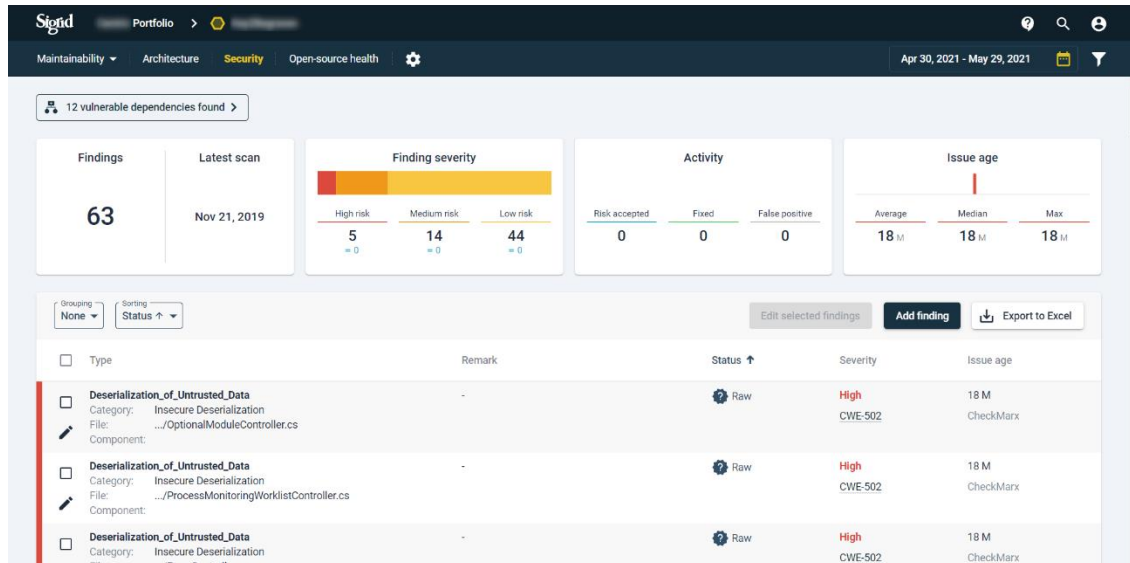 Sigrid Portfolio >
Maintainability Architecture Security Open-source health Apr 30, 2021 - May 29, 2021
12 vulnerable dependencies found >
Findings Latest scan Finding severity Activity Issue age
High risk Medium risk Low risk Risk accepted Fixed False positive Average Median Max
63 Nov 21, 2019 5 14 44 0 0 0 18 M 18 M 18 M
= 0 = 0 = 0
Grouping Sorting
None Status ↑ Edit selected findings Add finding Export to Excel
Type Remark Status ↑ Severity Issue age
Deserialization_of_Untrusted_Data - Raw High 18 M
Category: Insecure Deserialization CWE-502 CheckMarx
File: .../OptionalModuleController.cs
Component:
Deserialization_of_Untrusted_Data - Raw High 18 M
Category: Insecure Deserialization CWE-502 CheckMarx
File: .../ProcessMonitoringWorklistController.cs
Component:
Deserialization_of_Untrusted_Data - Raw High 18 M
Category: Insecure Deserialization CWE-502 CheckMarx